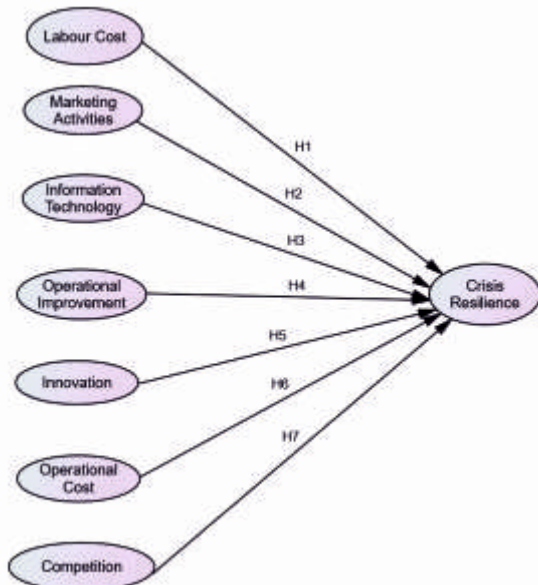 Labour Cost
Marketing
Activities
H1
H2
Information
Technology
H3
Operational
Improvement
H4
Crisis
Resilience
H5
Innovation
H6
Operational
Cost
H7
Competition